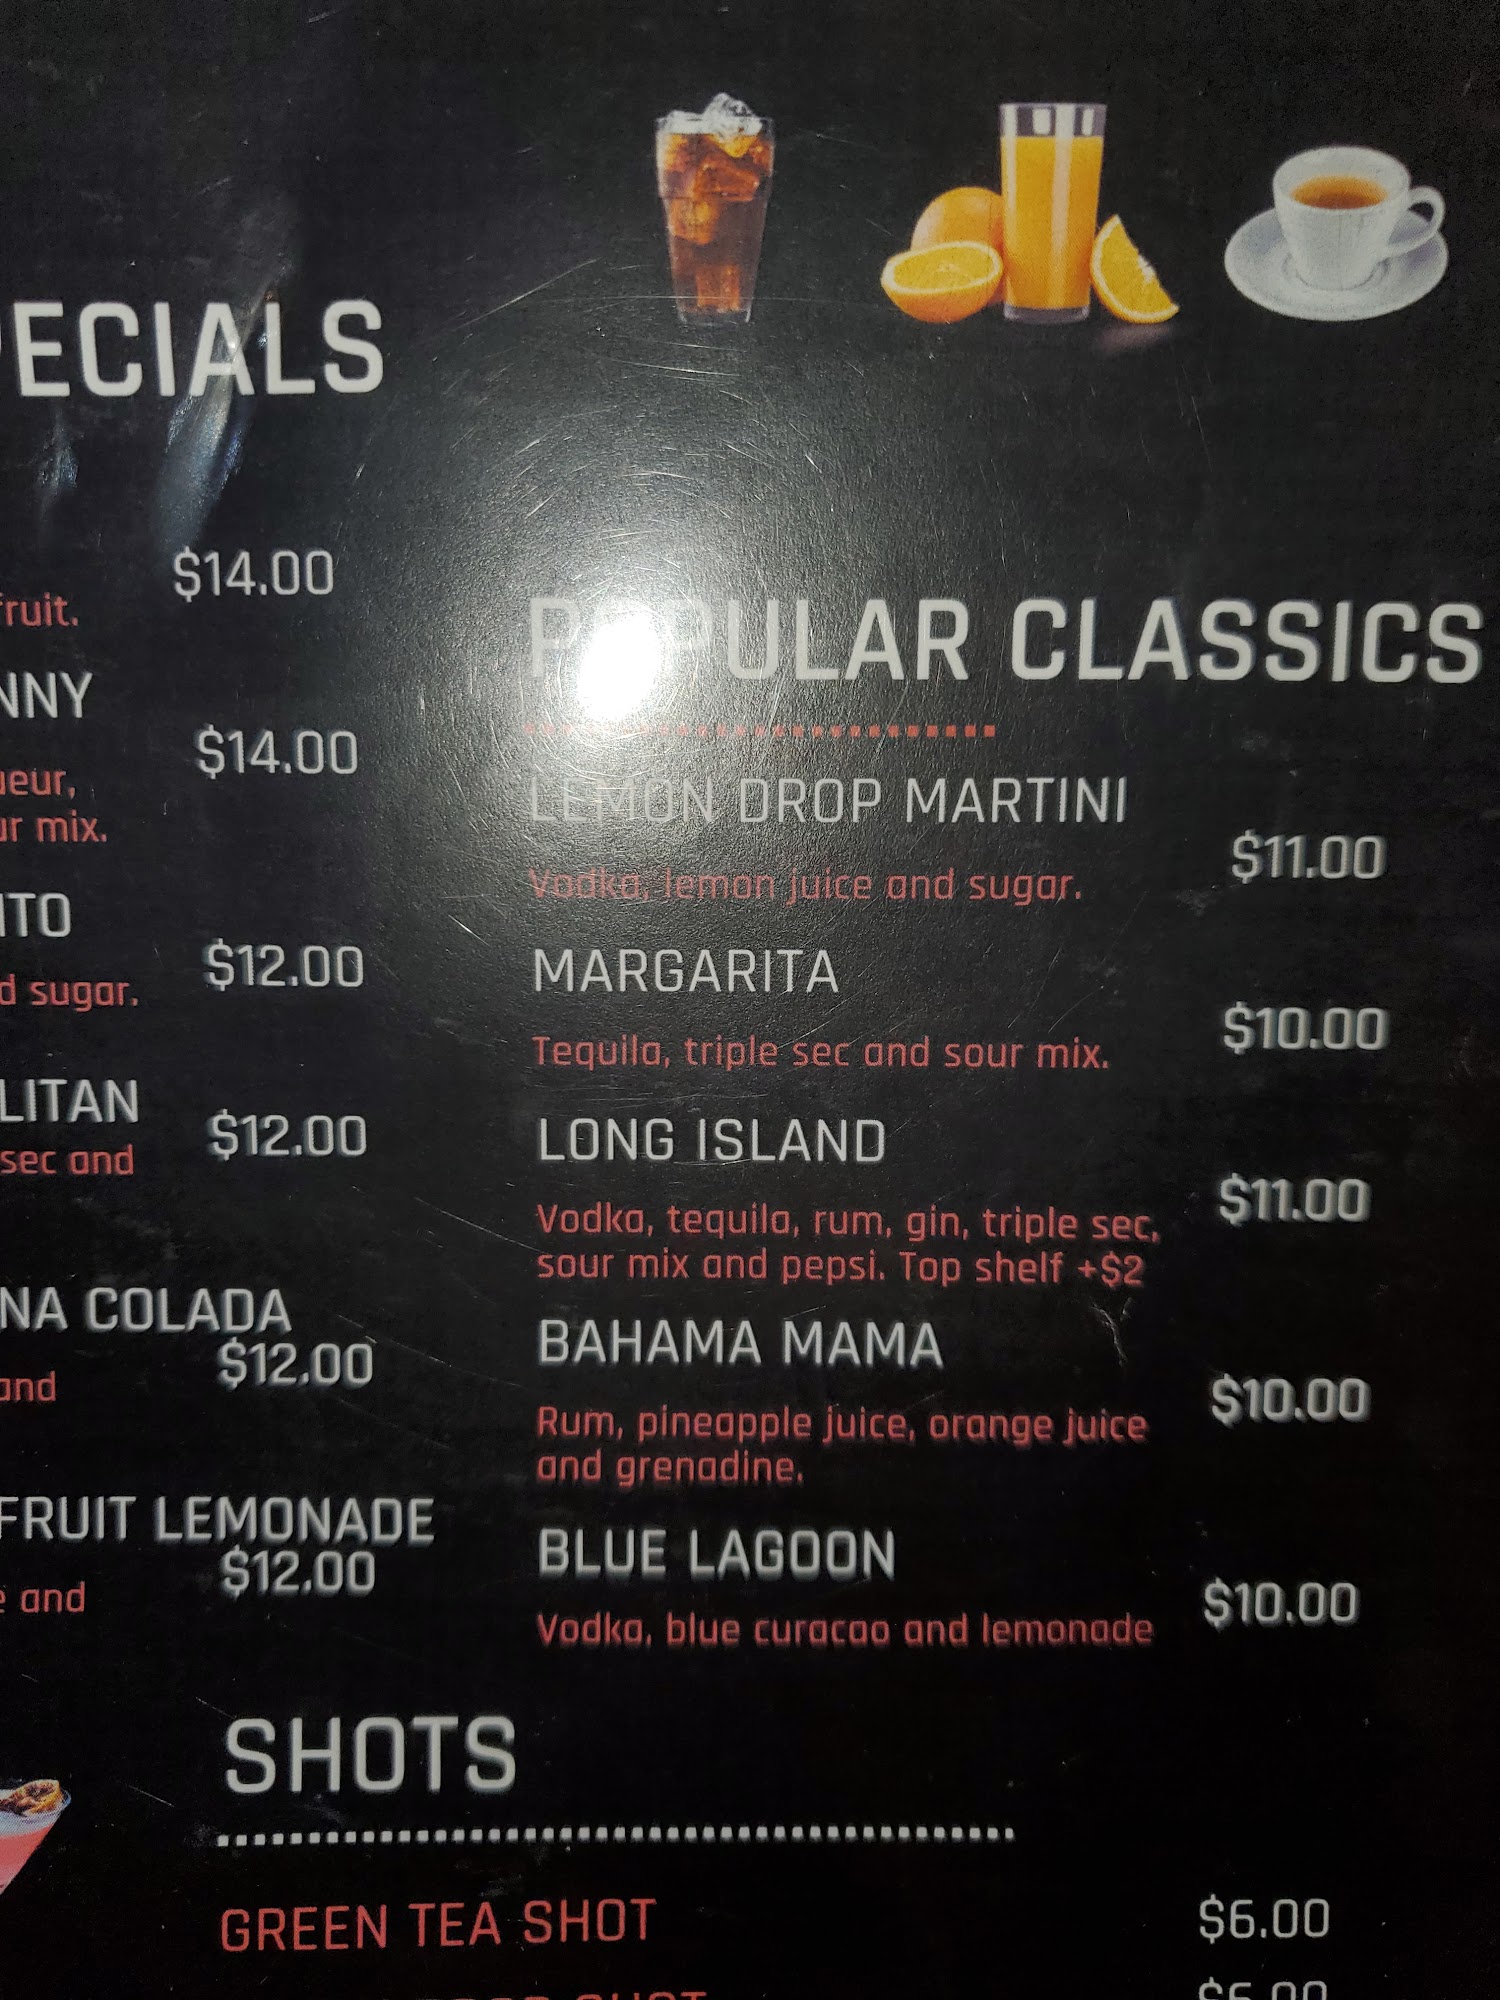 ECIALS
$14.00
fruit.
NNY
$14.00
ur mix.
$12.00
d sugar.
LITAN
$12.00
sec and
NA COLADA
$12.00
and
FRUIT LEMONADE
$12.00
and
POPULAR CLASSICS
LEMON DROP MARTINI
$11.00
Vodka, lemon juice and sugar.
MARGARITA
$10.00
Tequila, triple sec and sour mix.
LONG ISLAND
$11.00
Vodka, tequila, rum, gin, triple sec,
sour mix and pepsi. Top shelf +$2
BAHAMA MAMA
$10.00
Rum, pineapple juice, orange juice
and grenadine.
BLUE LAGOON
$10.00
Vodka, blue curacao and lemonade
SHOTS
GREEN TEA SHOT
$6.00
SHOT